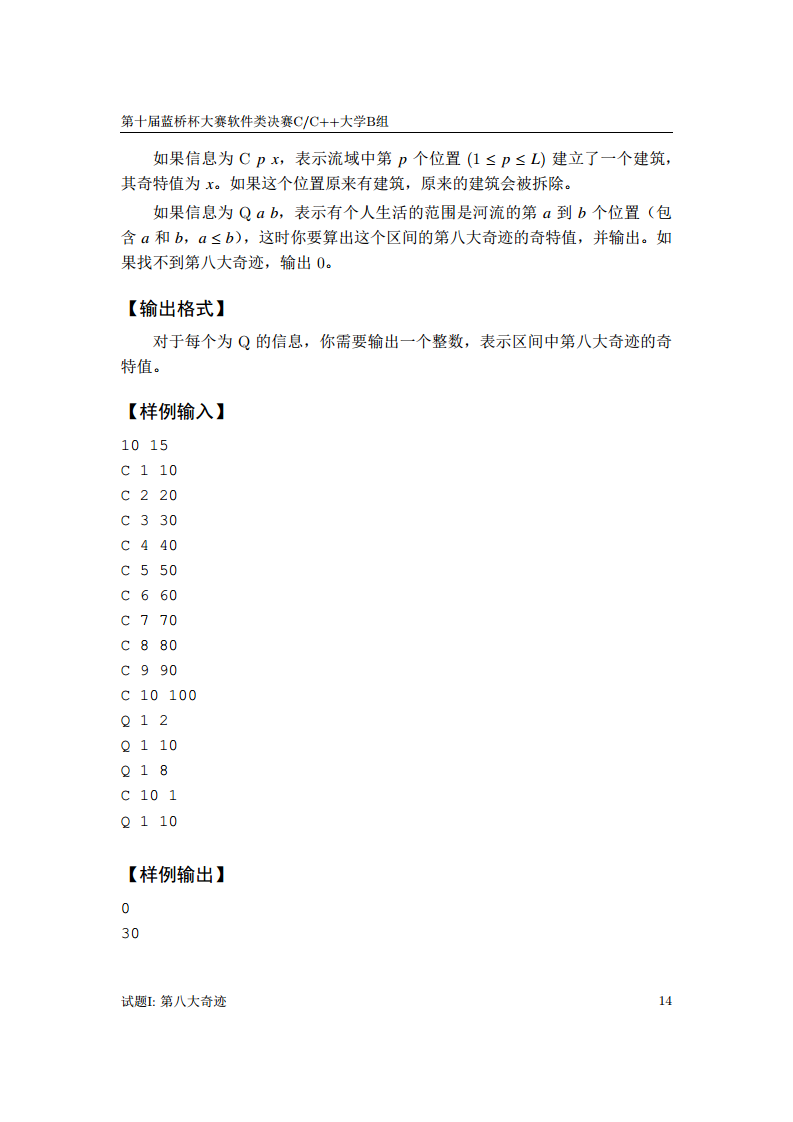 第十届蓝桥杯大赛软件类决赛C/C++大学B组
如果信息为 C p x，表示流域中第 p 个位置 (1 ≤ p ≤ L) 建立了一个建筑，
其奇特值为 x。如果这个位置原来有建筑，原来的建筑会被拆除。
如果信息为 Q a b，表示有个人生活的范围是河流的第 a 到 b 个位置（包
含 a 和 b，a ≤ b），这时你要算出这个区间的第八大奇迹的奇特值，并输出。如
果找不到第八大奇迹，输出 0。
【输出格式】
对于每个为 Q 的信息，你需要输出一个整数，表示区间中第八大奇迹的奇
特值。
【样例输入】
10 15
C 1 10
C 2 20
C 3 30
C 4 40
C 5 50
C 6 60
C 7 70
C 8 80
C 9 90
C 10 100
Q 1 2
Q 1 10
Q 1 8
C 10 1
Q 1 10
【样例输出】
0
30
试题I: 第八大奇迹 14